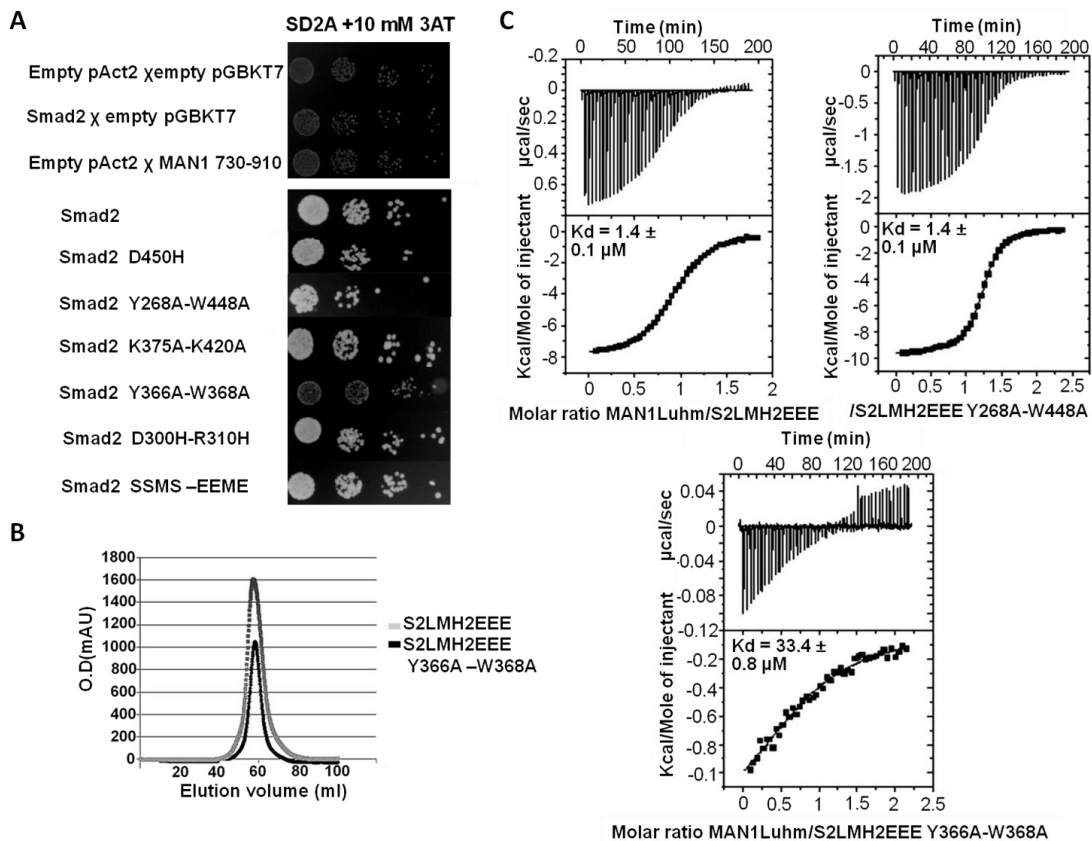 A
SD2A +10 mM 3AT
Empty pAct2 χempty pGBKT7
Smad2 χ empty pGBKT7
Empty pAct2 χ MAN1 730-910
Smad2
Smad2 D450H
Smad2 Y268A-W448A
Smad2 K375A-K420A
Smad2 Y366A-W368A
Smad2 D300H-R310H
Smad2 SSMS –EEME
B
1800
1600
1400
1200
1000
800
600
400
200
0
O.D(mAU)
20 40 60 80 100
Elution volume (ml)
S2LMH2EEE
S2LMH2EEE
Y366A –W368A
C
Time (min)
0 50 100 150 200
-0.2
0
0.2
0.4
0.6
µcal/sec
Kd = 1.4 ±
0.1 µM
0
-2
-4
-6
-8
Kcal/Mole of injectant
0 0.5 1 1.5 2
Molar ratio MAN1Luhm/S2LMH2EEE
Time (min)
0 40 80 120 160 200
0
-0.5
-1
-1.5
-2
µcal/sec
Kd = 1.4 ±
0.1 µM
0
-2
-4
-6
-8
-10
Kcal/Mole of injectant
0 0.5 1 1.5 2 2.5
/S2LMH2EEE Y268A-W448A
Time (min)
0 40 80 120 160 200
0.04
0
-0.04
-0.08
-0.12
µcal/sec
Kd = 33.4 ±
0.8 µM
-0.2
-0.4
-0.6
-0.8
-0.1
Kcal/Mole of injectant
0 0.5 1 1.5 2 2.5
Molar ratio MAN1Luhm/S2LMH2EEE Y366A-W368A